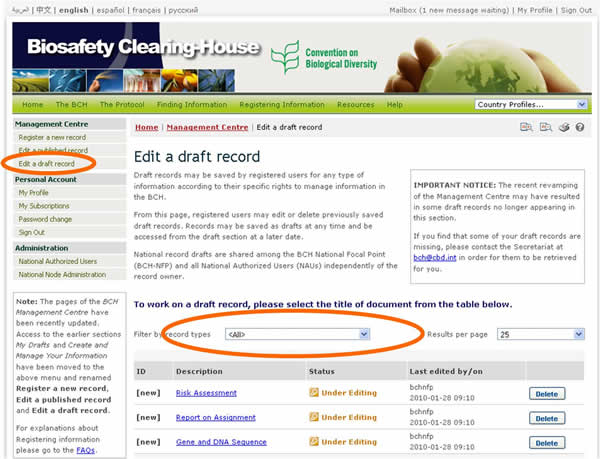 العربية | 中文 | english | español | français | русский
Mailbox (1 new message waiting) | My Profile | Sign Out
Biosafety Clearing-House
Convention on
Biological Diversity
Home The BCH The Protocol Finding Information Registering Information Resources Help
Country Profiles...
Management Centre
Register a new record
Edit a published record
Edit a draft record
Personal Account
My Profile
My Subscriptions
Password change
Sign Out
Administration
National Authorized Users
National Node Administration
Note: The pages of the BCH
Management Centre have
been recently updated.
Access to the earlier sections
My Drafts and Create and
Manage Your Information
have been moved to the
above menu and renamed
Register a new record,
Edit a published record
and Edit a draft record.
For explanations about
Registering information
please go to the FAQs.
Home | Management Centre | Edit a draft record
Edit a draft record
Draft records may be saved by registered users for any type of
information according to their specific rights to manage information in
the BCH.
From this page, registered users may edit or delete previously saved
draft records. Records may be saved as drafts at any time and be
accessed from the draft section at a later date.
National record drafts are shared among the BCH National Focal Point
(BCH-NFP) and all National Authorized Users (NAUs) independently of the
record owner.
IMPORTANT NOTICE: The recent revamping
of the Management Centre may have resulted
in some draft records no longer appearing in
this section.
If you find that some of your draft records are
missing, please contact the Secretariat at
bch@cbd.int in order for them to be retrieved
for you.
To work on a draft record, please select the title of document from the table below.
Filter by record types <All> Results per page 25
ID Description Status Last edited by/on
[new] Risk Assessment Under Editing bchnfp
2010-01-28 09:10 Delete
[new] Report on Assignment Under Editing bchnfp
2010-01-28 09:10 Delete
[new] Gene and DNA Sequence Under Editing bchnfp
2010-01-28 09:10 Delete